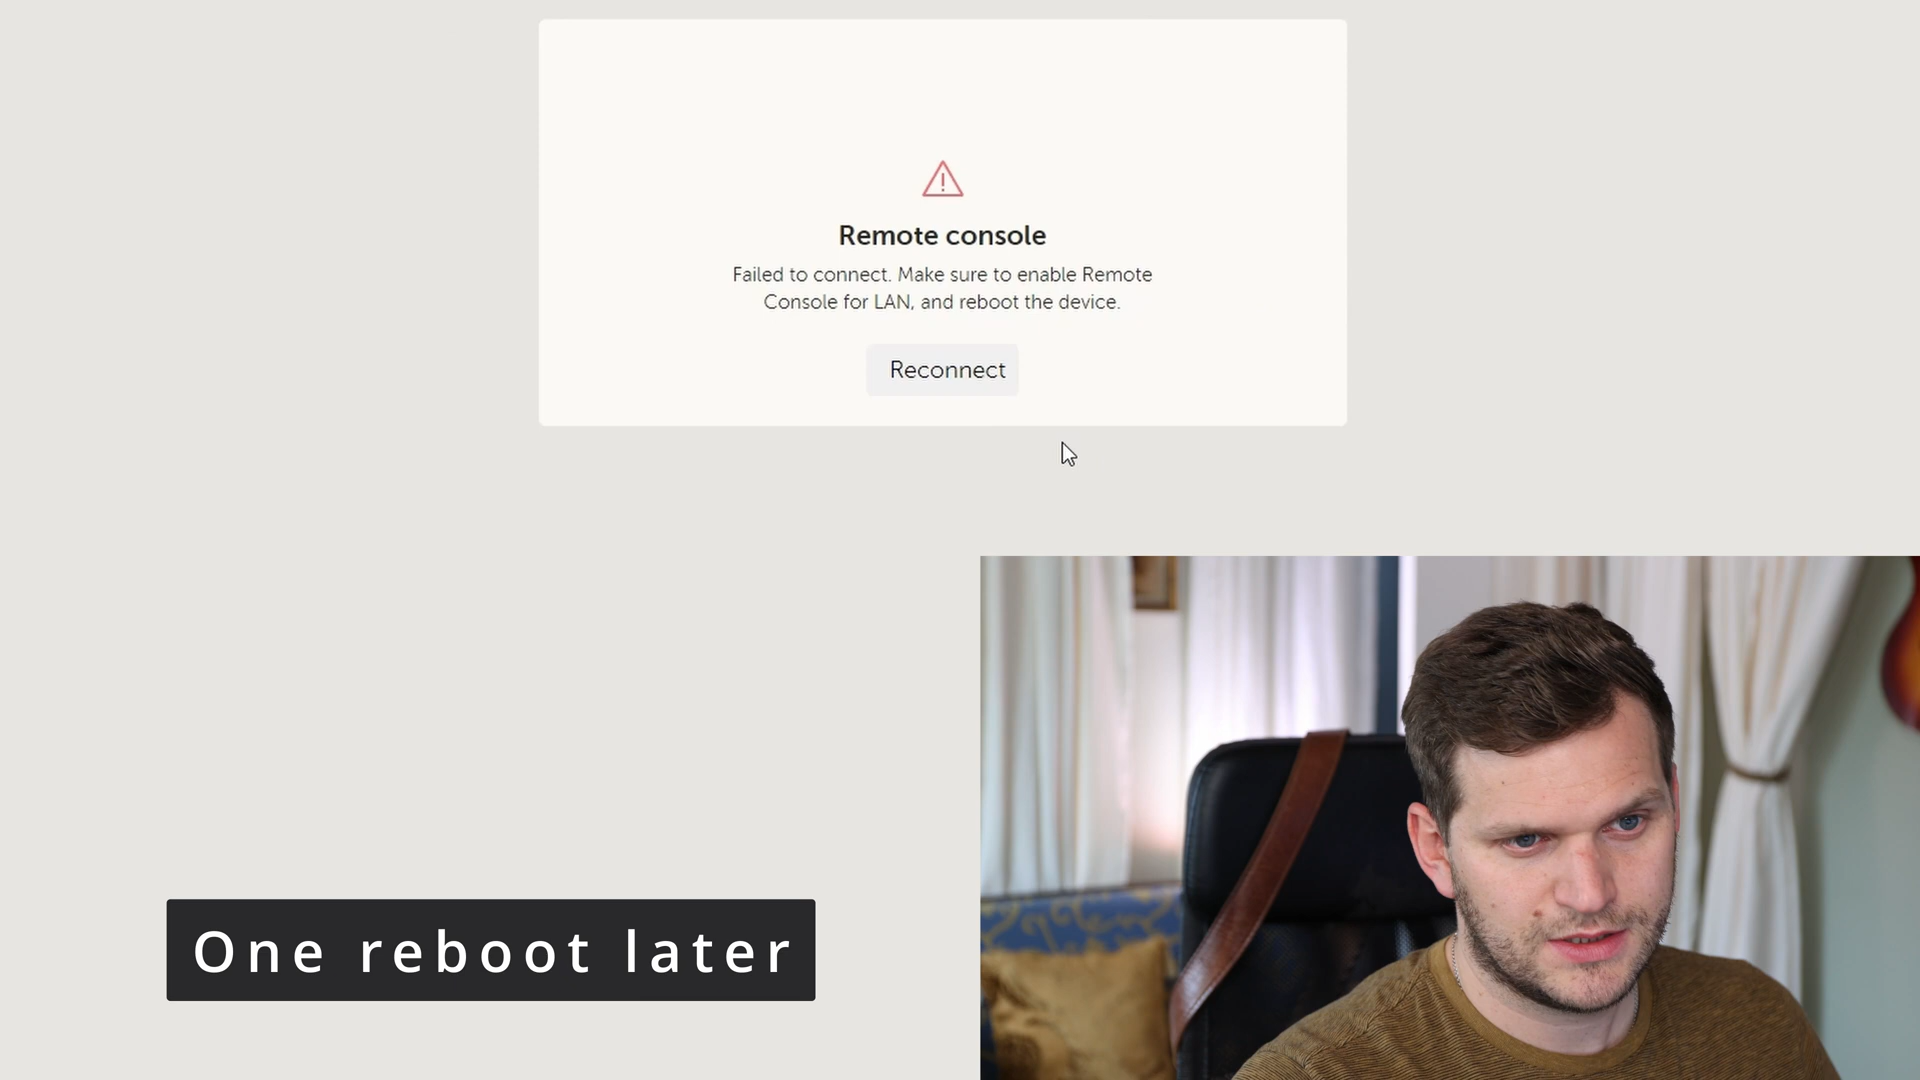 Remote console
Failed to connect. Make sure to enable Remote
Console for LAN, and reboot the device.
Reconnect
One reboot later